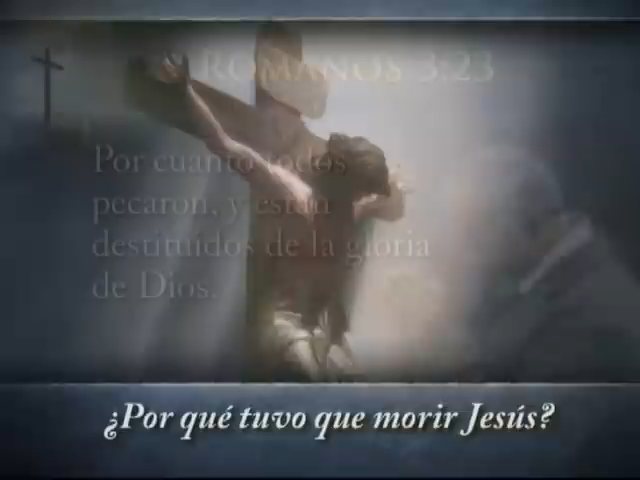 ROMANOS 3:23
Por cuanto todos
pecaron, y están
destituidos de la gloria
de Dios.
¿Por qué tuvo que morir Jesús?